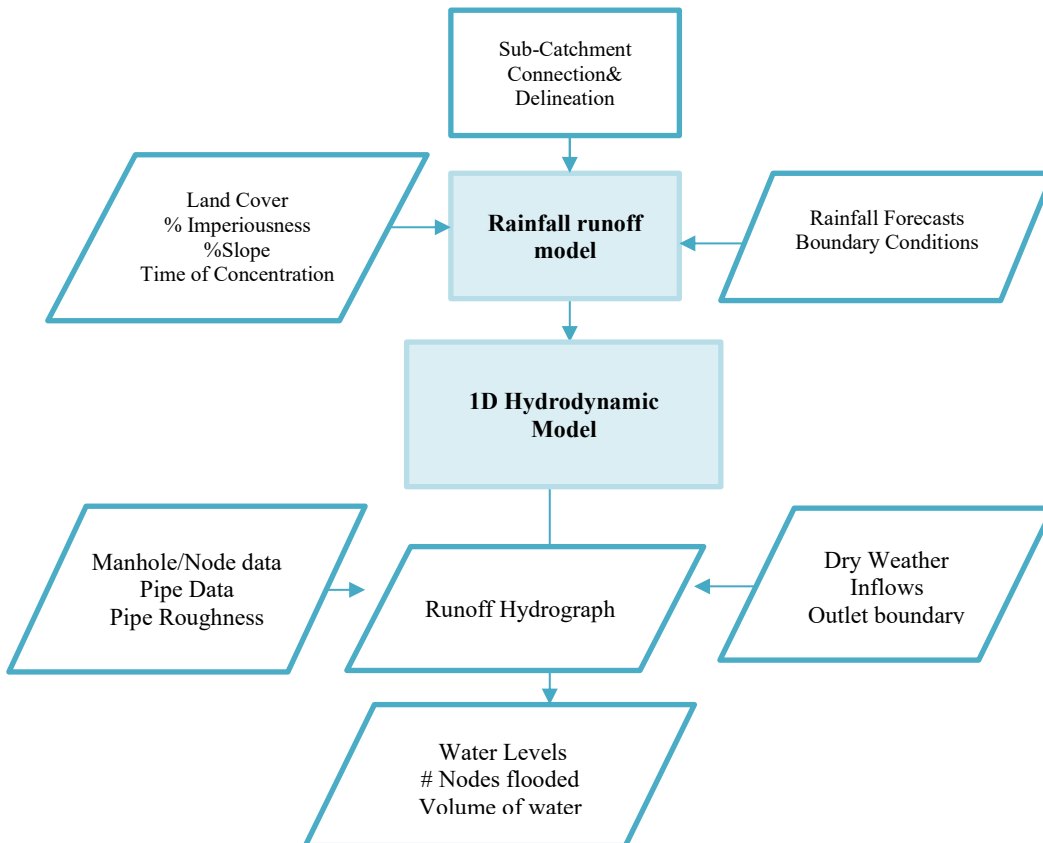 Sub-Catchment
Connection&
Delineation
Land Cover
% Imperiousness
%Slope
Time of Concentration
Rainfall runoff
model
Rainfall Forecasts
Boundary Conditions
1D Hydrodynamic
Model
Manhole/Node data
Pipe Data
Pipe Roughness
Runoff Hydrograph
Dry Weather
Inflows
Outlet boundary
Water Levels
# Nodes flooded
Volume of water